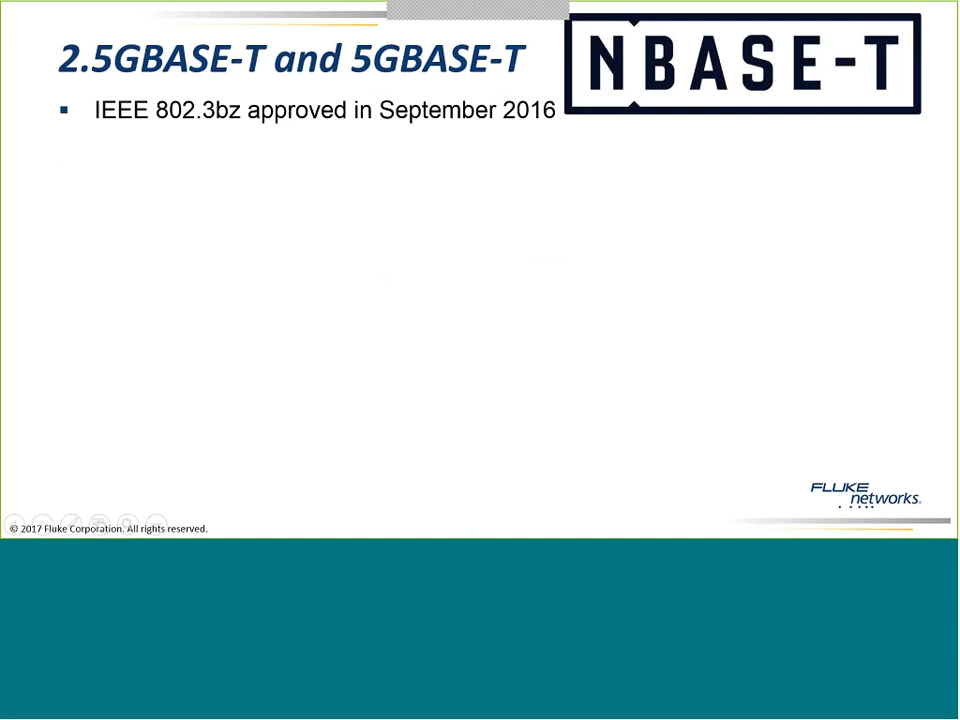 2.5GBASE-T and 5GBASE-T
NBASE-T
▪ IEEE 802.3bz approved in September 2016
FLUKE
networks.
© 2017 Fluke Corporation. All rights reserved.